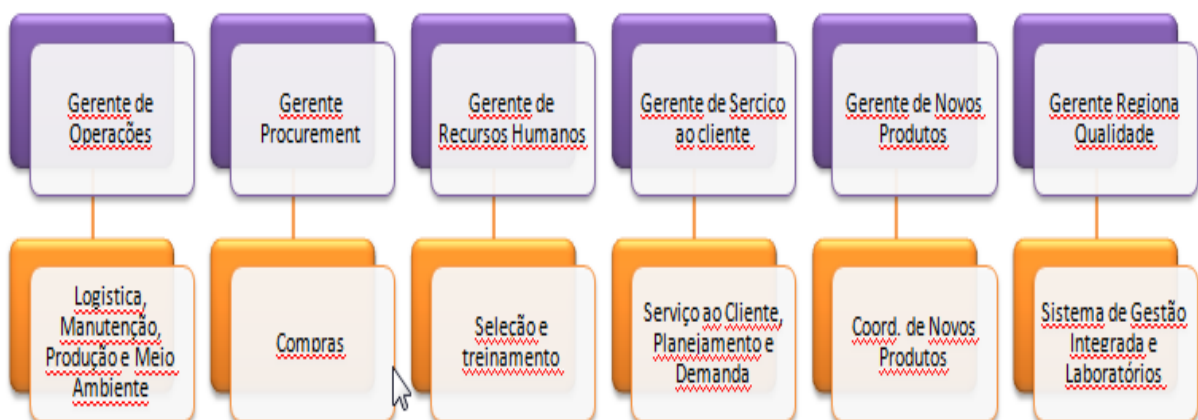 Gerente de
Operações
Gerente
Procurement
Gerente de
Recursos Humanos
Gerente de Sercico
ao cliente
Gerente de Novos
Produtos
Gerente Regiona
Qualidade
Logistica,
Manutenção,
Produção e Meio
Ambiente
Compras
Seleção e
treinamento
Serviço ao Cliente,
Planejamento e
Demanda
Coord. de Novos
Produtos
Sistema de Gestão
Integrada e
Laboratórios